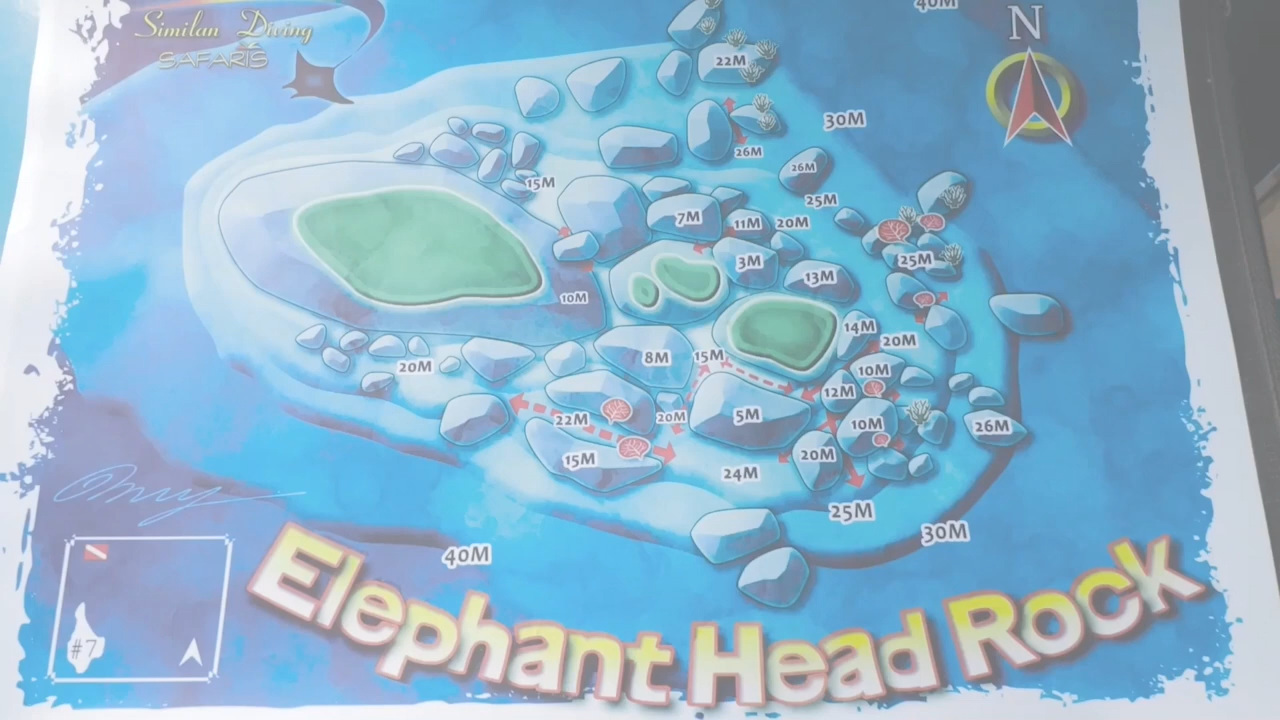 40M
N
Similan Diving
SAFARIS
22M
30M
26M
26M
15M
25M
7M
11M
20M
3M
25M
13M
10M
14M
20M
8M
15M
10M
20M
12M
22M
20M
5M
10M
26M
15M
24M
20M
25M
30M
40M
#7
Elephant Head Rock